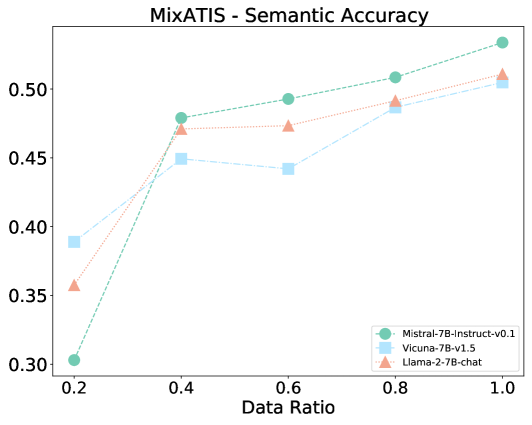 MixATIS - Semantic Accuracy
0.50
0.45
0.40
0.35
0.30
Mistral-7B-Instruct-v0.1
Vicuna-7B-v1.5
Llama-2-7B-chat
0.2 0.4 0.6 0.8 1.0
Data Ratio